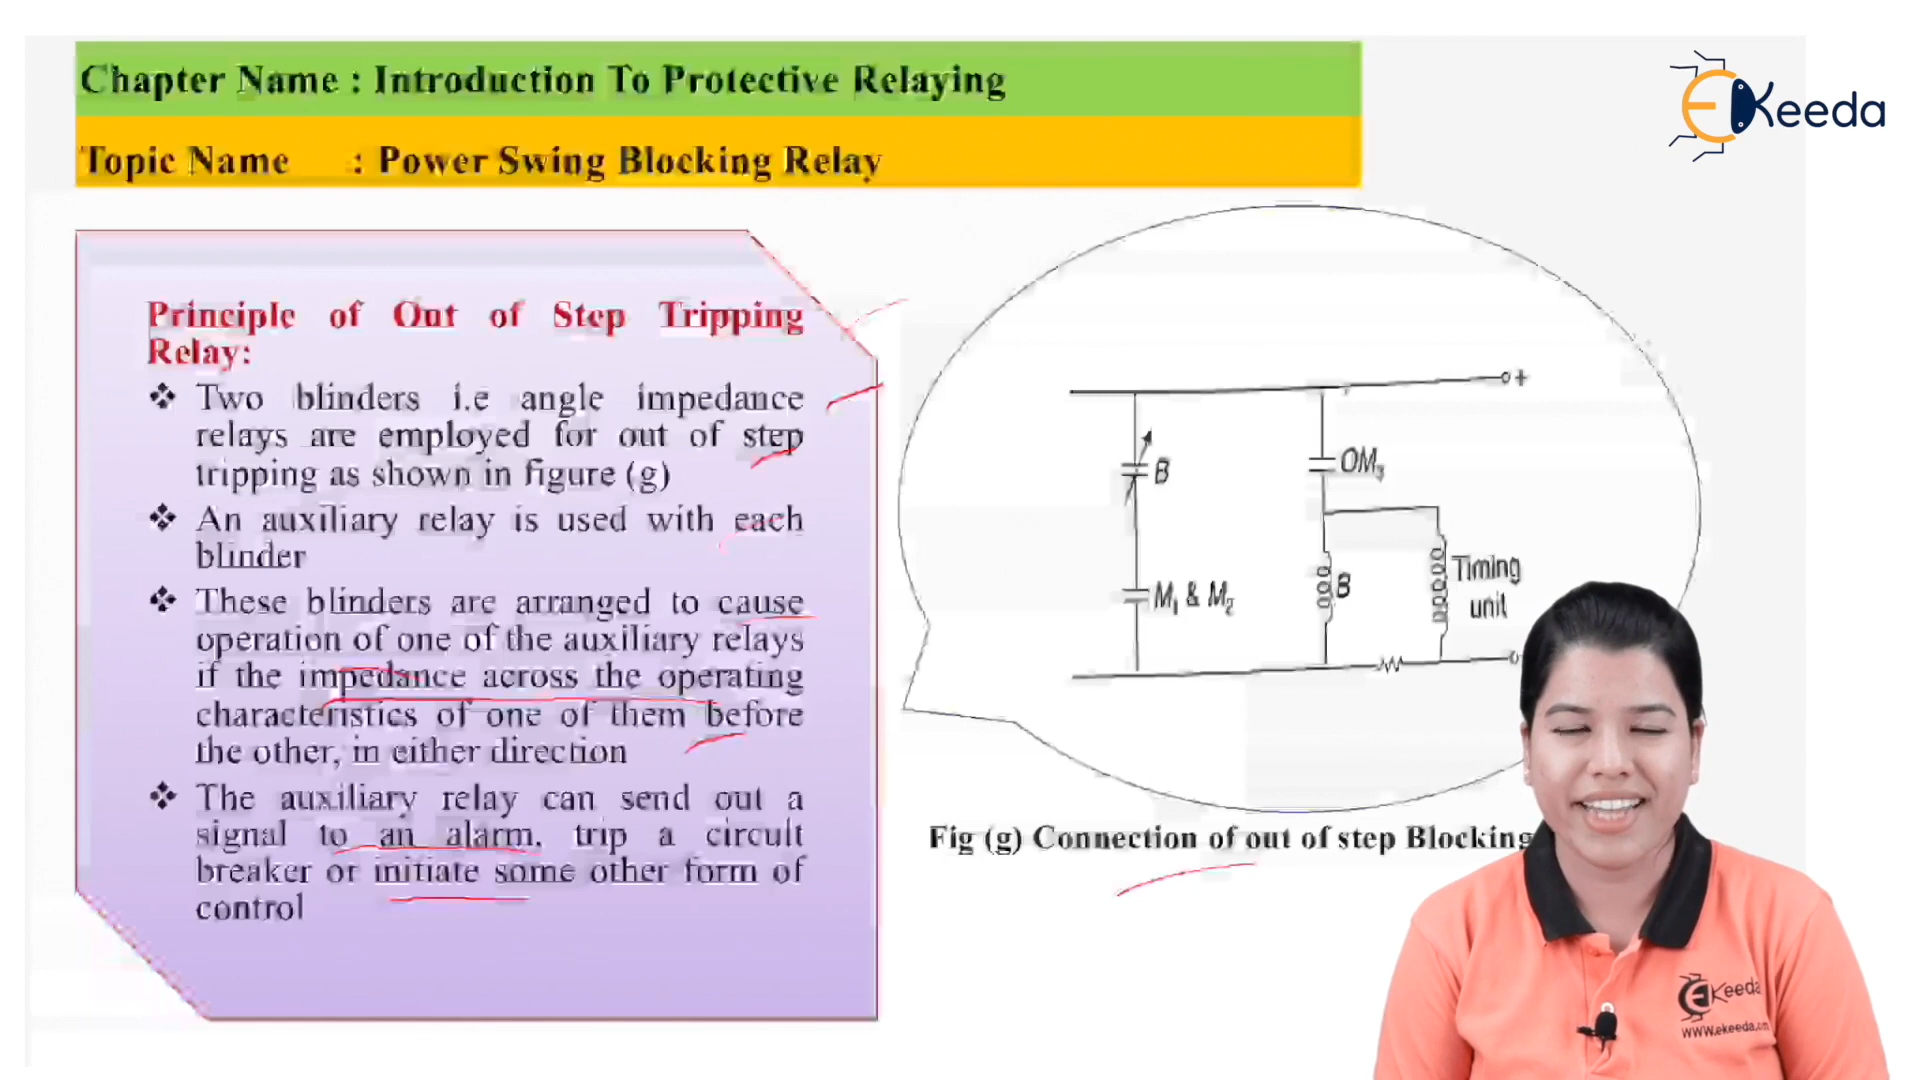 Chapter Name : Introduction To Protective Relaying
Topic Name : Power Swing Blocking Relay
EKeeda
Principle of Out of Step Tripping
Relay:
❖ Two blinders i.e angle impedance
relays are employed for out of step
tripping as shown in figure (g)
❖ An auxiliary relay is used with each
blinder
❖ These blinders are arranged to cause
operation of one of the auxiliary relays
if the impedance across the operating
characteristics of one of them before
the other, in either direction
❖ The auxiliary relay can send out a
signal to an alarm, trip a circuit
breaker or initiate some other form of
control
+
B
OM₃
M₁ & M₂
B
Timing
unit
Fig (g) Connection of out of step Blocking
EKeeda
www.ekeeda.com